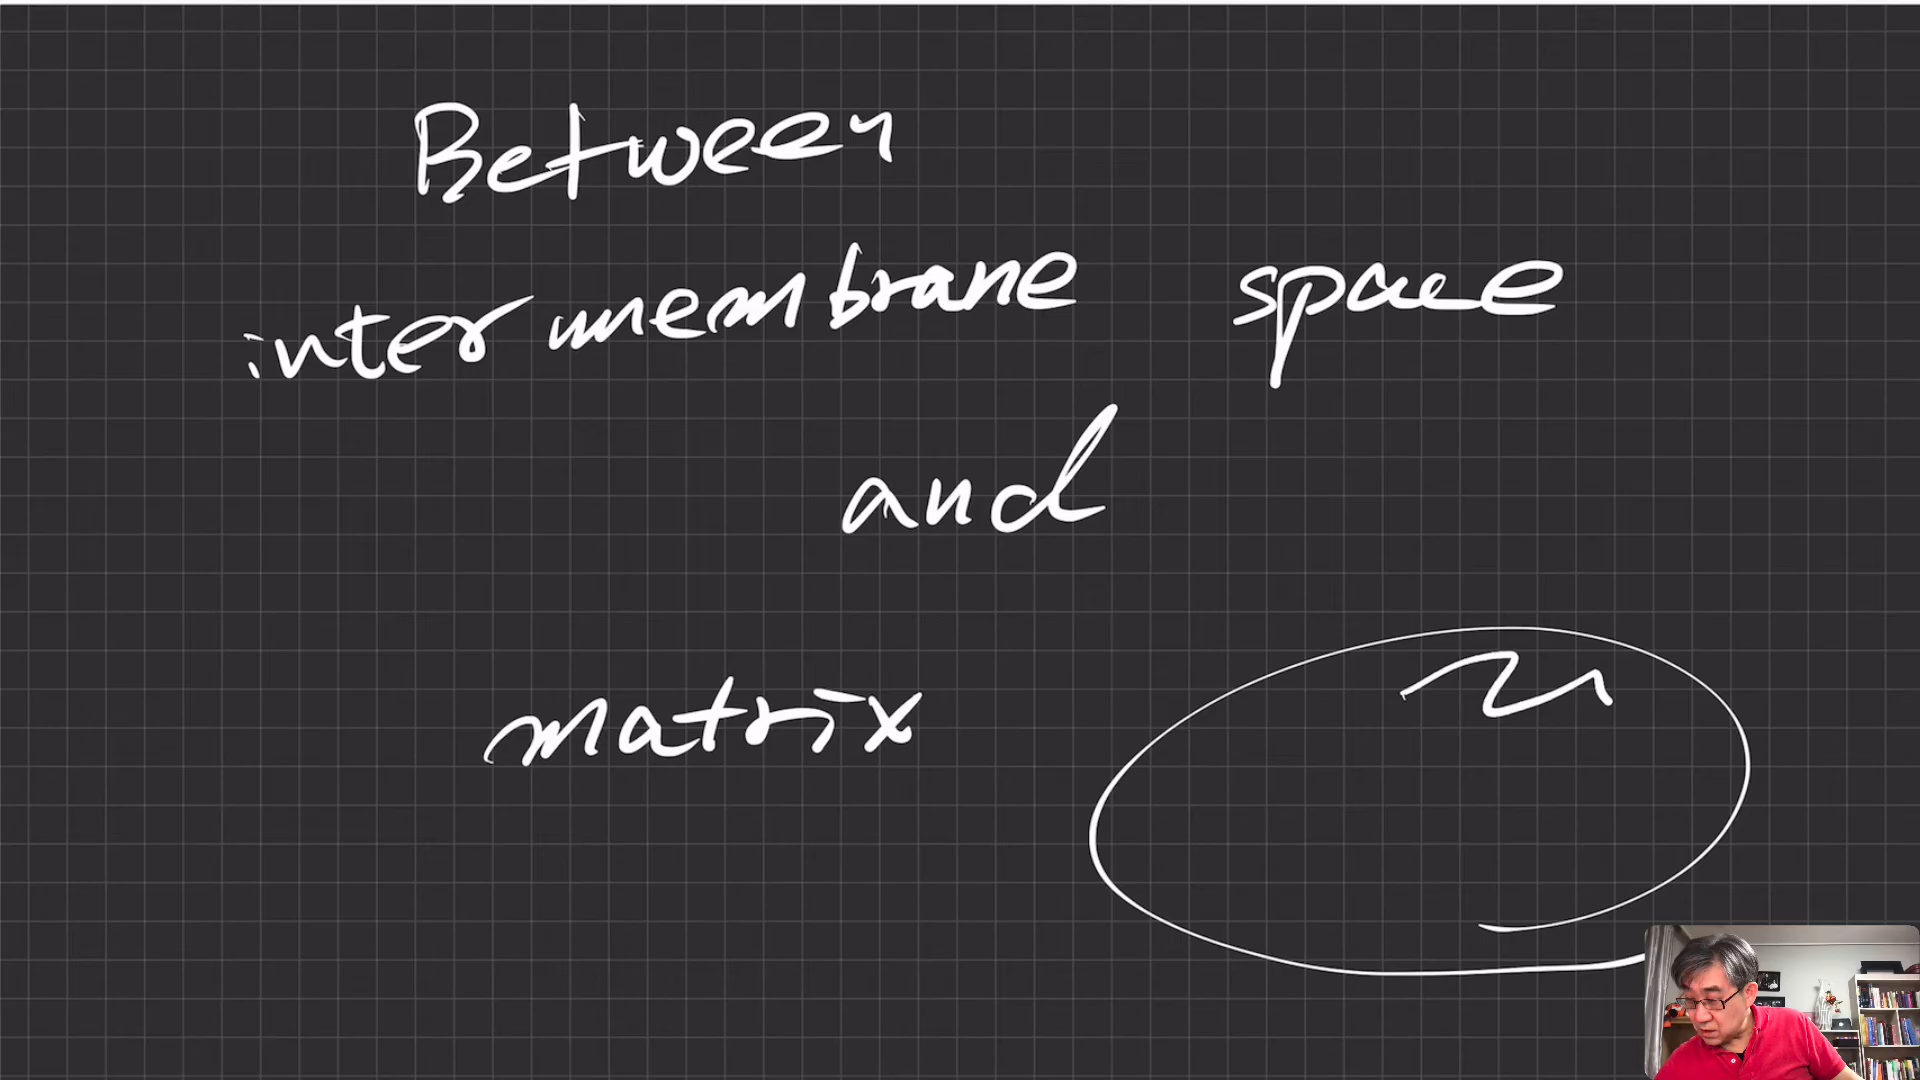 Between
intermembrane space
and
matrix